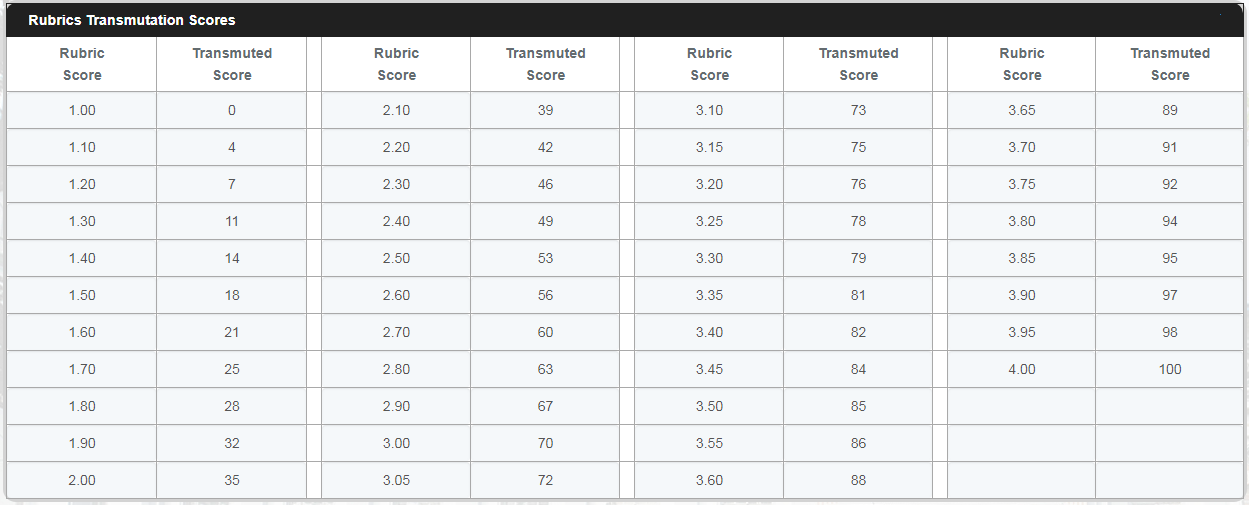 Rubrics Transmutation Scores
Rubric Transmuted Rubric Transmuted Rubric Transmuted Rubric Transmuted
Score Score Score Score Score Score Score Score
1.00 0 2.10 39 3.10 73 3.65 89
1.10 4 2.20 42 3.15 75 3.70 91
1.20 7 2.30 46 3.20 76 3.75 92
1.30 11 2.40 49 3.25 78 3.80 94
1.40 14 2.50 53 3.30 79 3.85 95
1.50 18 2.60 56 3.35 81 3.90 97
1.60 21 2.70 60 3.40 82 3.95 98
1.70 25 2.80 63 3.45 84 4.00 100
1.80 28 2.90 67 3.50 85
1.90 32 3.00 70 3.55 86
2.00 35 3.05 72 3.60 88